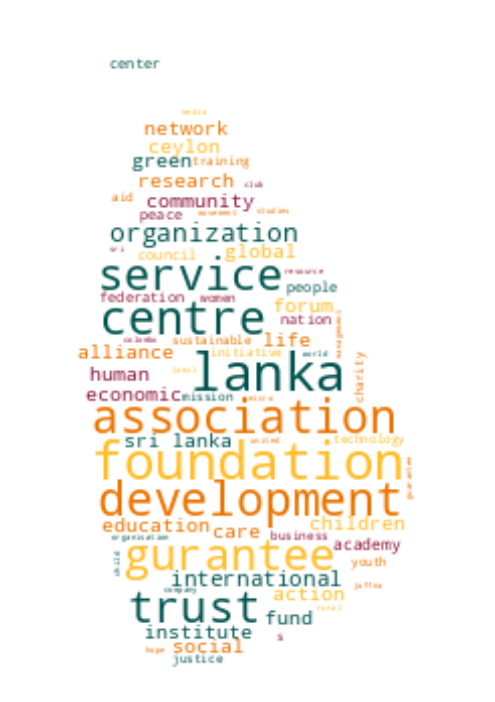 center
media
network
ceylon
green training
research club
aid community
peace movement studies
organization
sri council global
service resource
people
federation women
centre forum
nation
colombo sustainable life management
alliance initiative world
lanka
human tamil charity
economic mission micro
association
sri lanka united technology
foundation guarantee
development
education care children
organisation business
gurantee academy
child youth
international
company action jaffna
trust rural
fund
institute s
hope social
justice